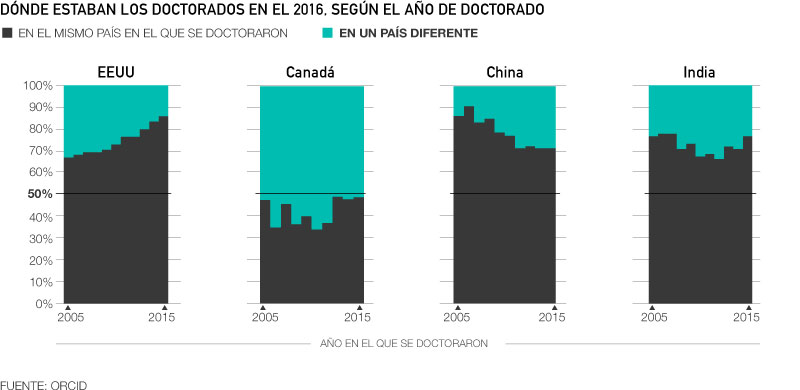 DÓNDE ESTABAN LOS DOCTORADOS EN EL 2016, SEGÚN EL AÑO DE DOCTORADO
EN EL MISMO PAÍS EN EL QUE SE DOCTORARON EN UN PAÍS DIFERENTE
EEUU Canadá China India
100%
90%
80%
70%
60%
50%
40%
30%
20%
10%
0%
2005 2015 2005 2015 2005 2015 2005 2015
AÑO EN EL QUE SE DOCTORARON
FUENTE: ORCID